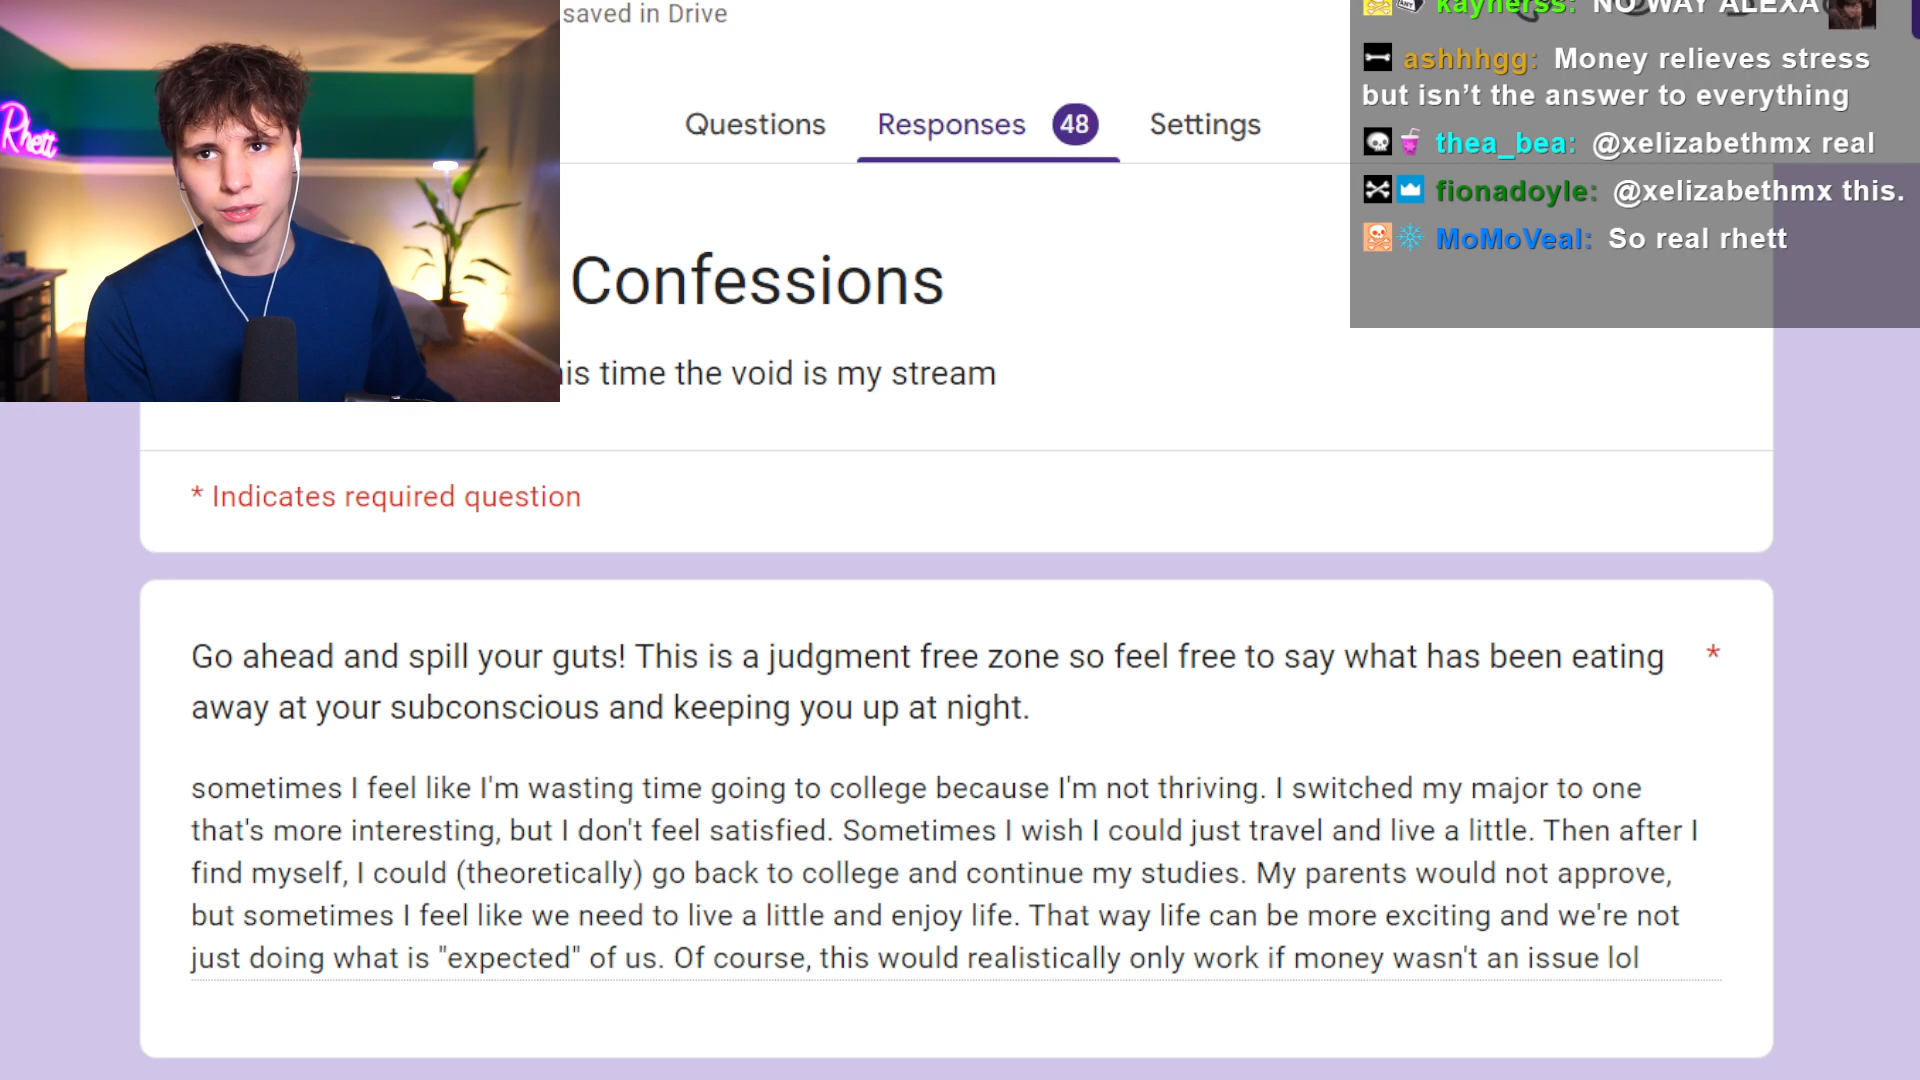 saved in Drive
Rhett
Questions
Responses 48
Settings
Confessions
is time the void is my stream
* Indicates required question
Go ahead and spill your guts! This is a judgment free zone so feel free to say what has been eating *
away at your subconscious and keeping you up at night.
sometimes I feel like I'm wasting time going to college because I'm not thriving. I switched my major to one
that's more interesting, but I don't feel satisfied. Sometimes I wish I could just travel and live a little. Then after I
find myself, I could (theoretically) go back to college and continue my studies. My parents would not approve,
but sometimes I feel like we need to live a little and enjoy life. That way life can be more exciting and we're not
just doing what is "expected" of us. Of course, this would realistically only work if money wasn't an issue lol
kaynerss: NO WAY ALEXA
ashhhgg: Money relieves stress
but isn't the answer to everything
thea_bea: @xelizabethmx real
fionadoyle: @xelizabethmx this.
MoMoVeal: So real rhett